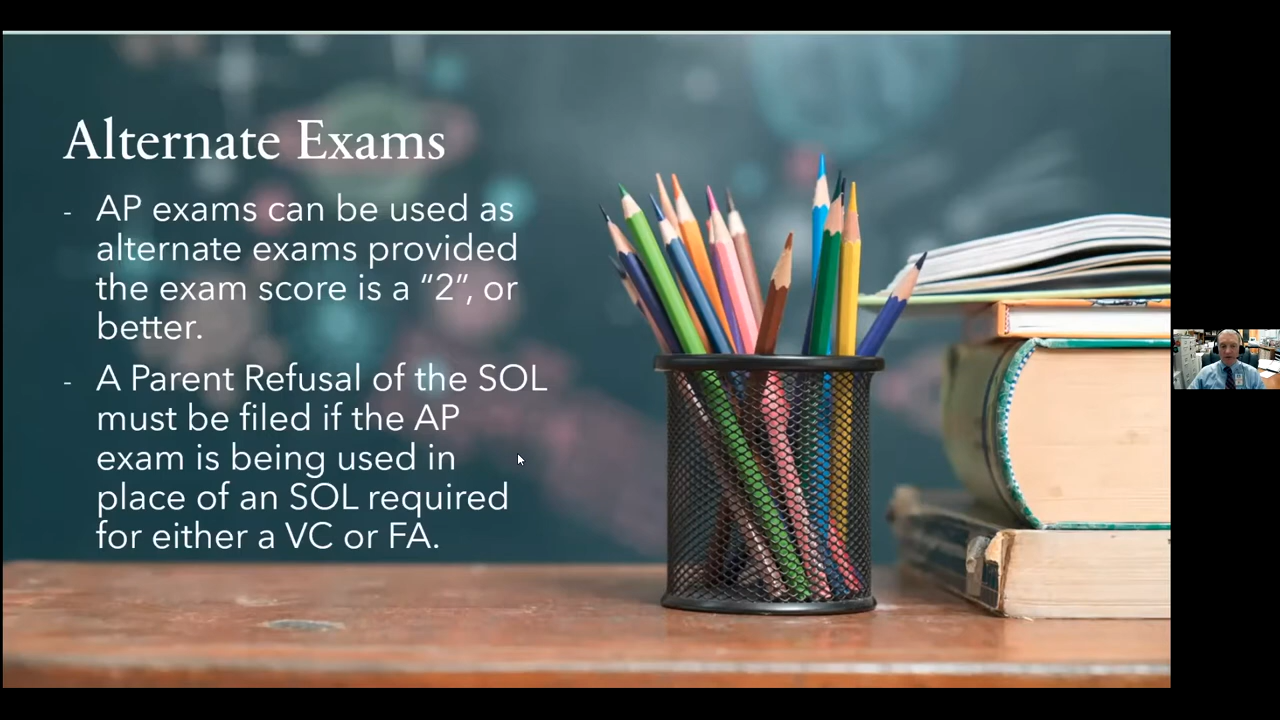 Alternate Exams
- AP exams can be used as
alternate exams provided
the exam score is a “2”, or
better.
- A Parent Refusal of the SOL
must be filed if the AP
exam is being used in
place of an SOL required
for either a VC or FA.